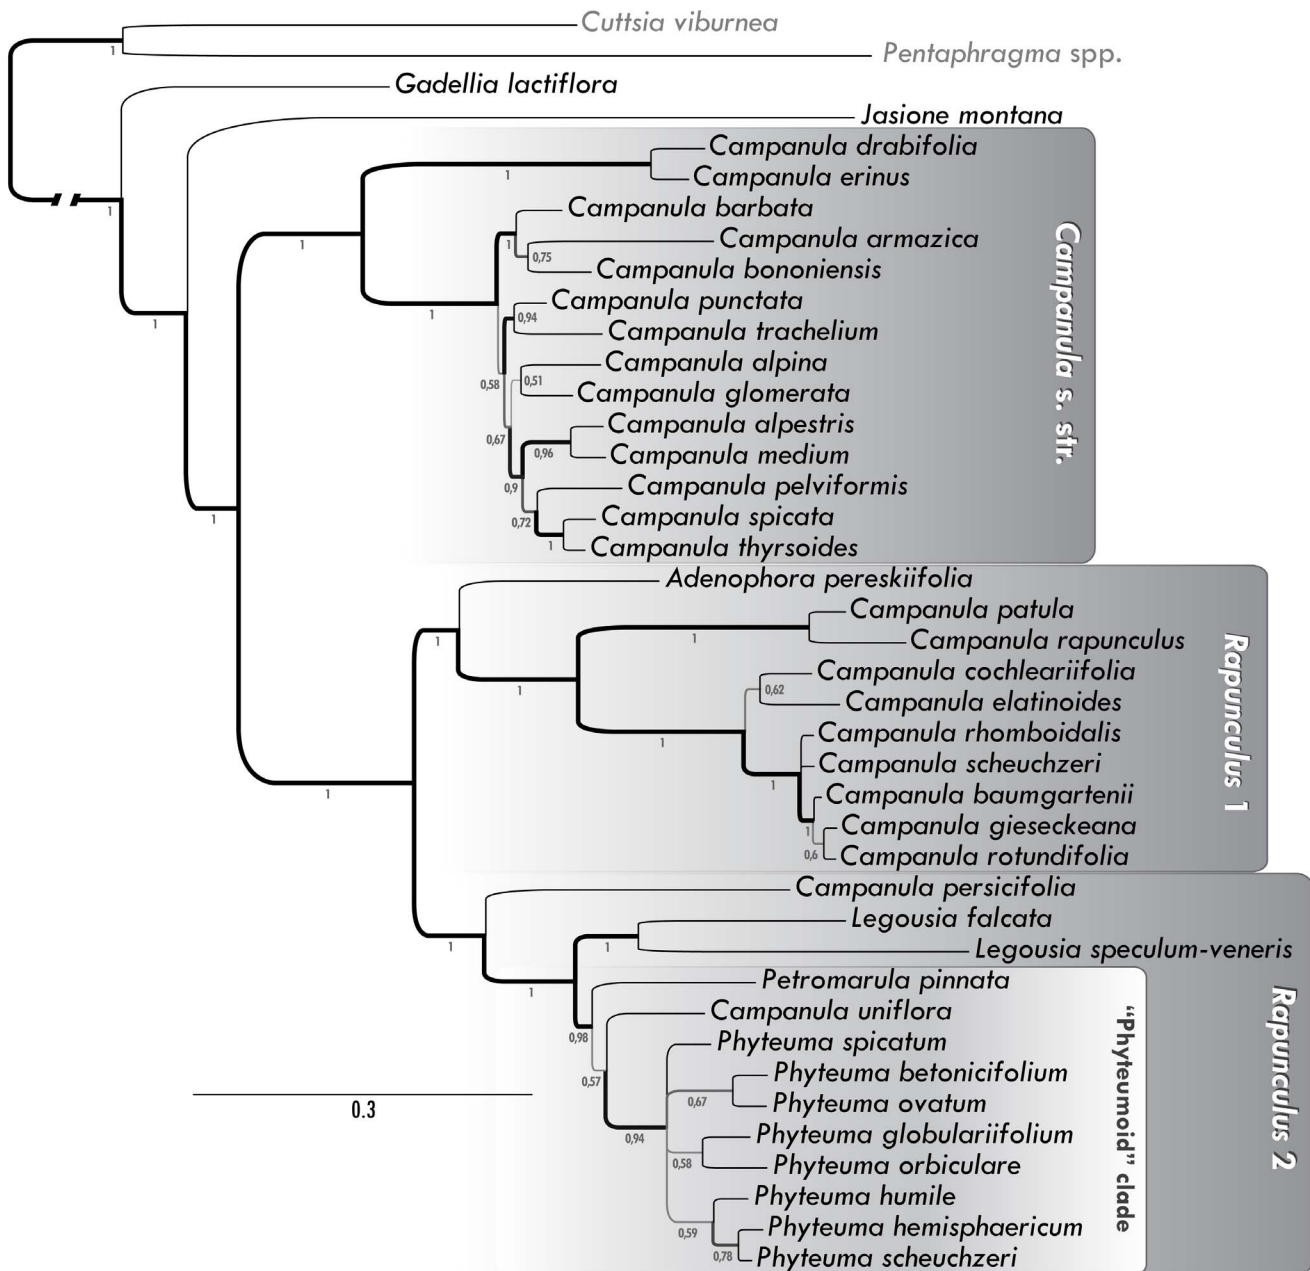 Cuttsia viburnea
1
Pentaphragma spp.
Gadellia lactiflora
Jasione montana
Campanula drabifolia
1
Campanula erinus
Campanula barbata
1
1
1
Campanula armazica
0,75
Campanula bononiensis
Campanula punctata
1
0,94
1
Campanula trachelium
Campanula alpina
0,58
0,51
Campanula glomerata
Campanula alpestris
0,67
0,96
Campanula medium
0,9
Campanula pelviformis
1
0,72
Campanula spicata
1
Campanula thyrsoides
Campanula s. str.
Adenophora pereskiifolia
Campanula patula
1
1
Campanula rapunculus
Campanula cochleariifolia
1
0,62
Campanula elatinoides
Campanula rhomboidalis
1
Campanula scheuchzeri
1
1
Campanula baumgartenii
Campanula gieseckeana
1
0,6
Campanula rotundifolia
Rapunculus 1
Campanula persicifolia
Legousia falcata
1
1
Legousia speculum-veneris
Petromarula pinnata
1
Campanula uniflora
0,98
Phyteuma spicatum
Phyteuma betonicifolium
0,57
0,67
Phyteuma ovatum
0.3
Phyteuma globulariifolium
0,94
0,58
Phyteuma orbiculare
Phyteuma humile
Phyteuma hemisphaericum
0,59
0,78
Phyteuma scheuchzeri
"Phyteumoid" clade
Rapunculus 2